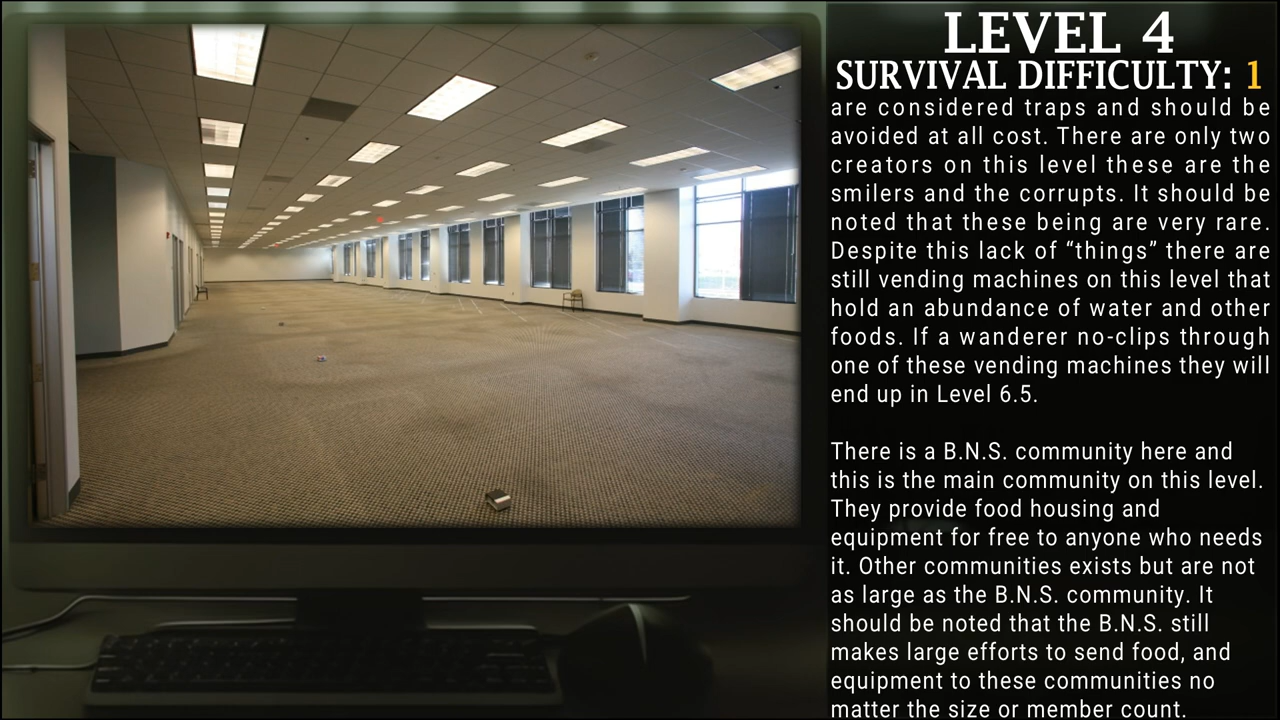 LEVEL 4
SURVIVAL DIFFICULTY: 1
are considered traps and should be
avoided at all cost. There are only two
creators on this level these are the
smilers and the corrupts. It should be
noted that these being are very rare.
Despite this lack of “things” there are
still vending machines on this level that
hold an abundance of water and other
foods. If a wanderer no-clips through
one of these vending machines they will
end up in Level 6.5.
There is a B.N.S. community here and
this is the main community on this level.
They provide food housing and
equipment for free to anyone who needs
it. Other communities exists but are not
as large as the B.N.S. community. It
should be noted that the B.N.S. still
makes large efforts to send food, and
equipment to these communities no
matter the size or member count.